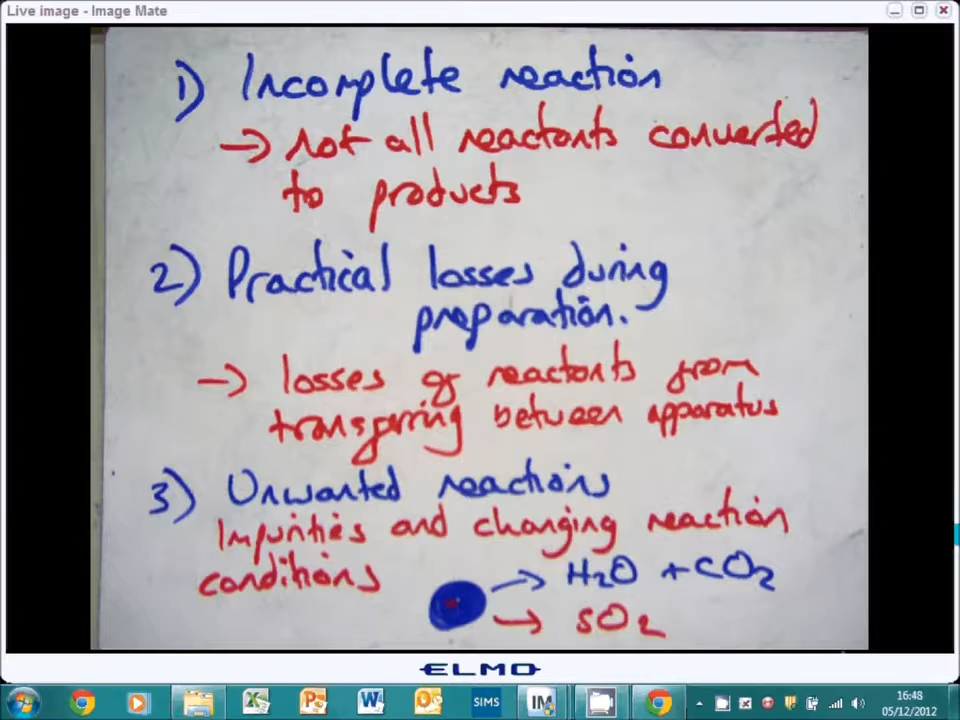 Live image - Image Mate
1) Incomplete reaction
→ not all reactants converted
to products
2) Practical losses during
preparation.
→ losses of reactants from
transferring between apparatus
3) Unwanted reactions
Impurities and changing reaction
conditions
→ H2O + CO2
→ SO2
ELMO
SIMS
IM
16:48
05/12/2012